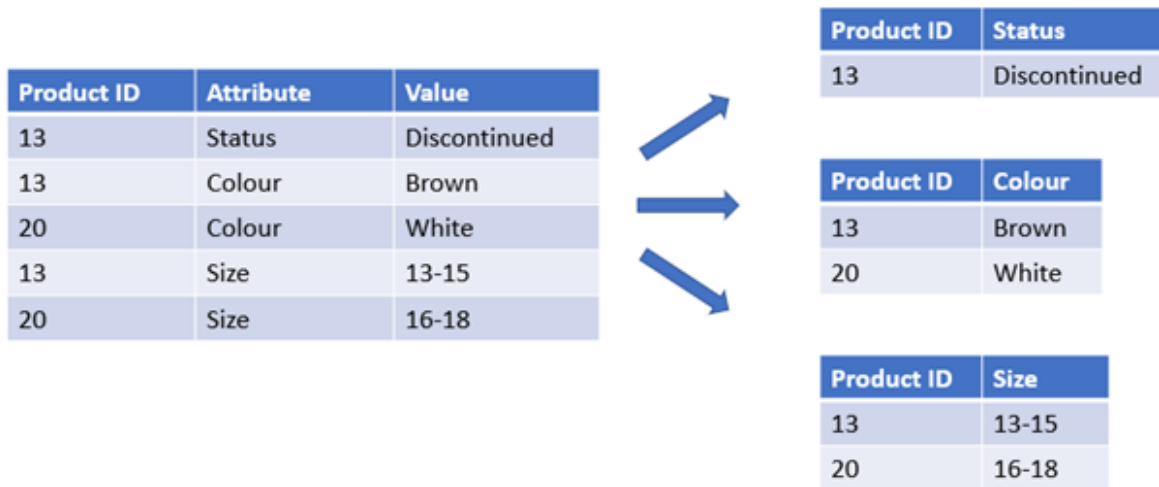 Product ID Attribute Value
13 Status Discontinued
13 Colour Brown
20 Colour White
13 Size 13-15
20 Size 16-18
Product ID Status
13 Discontinued
Product ID Colour
13 Brown
20 White
Product ID Size
13 13-15
20 16-18